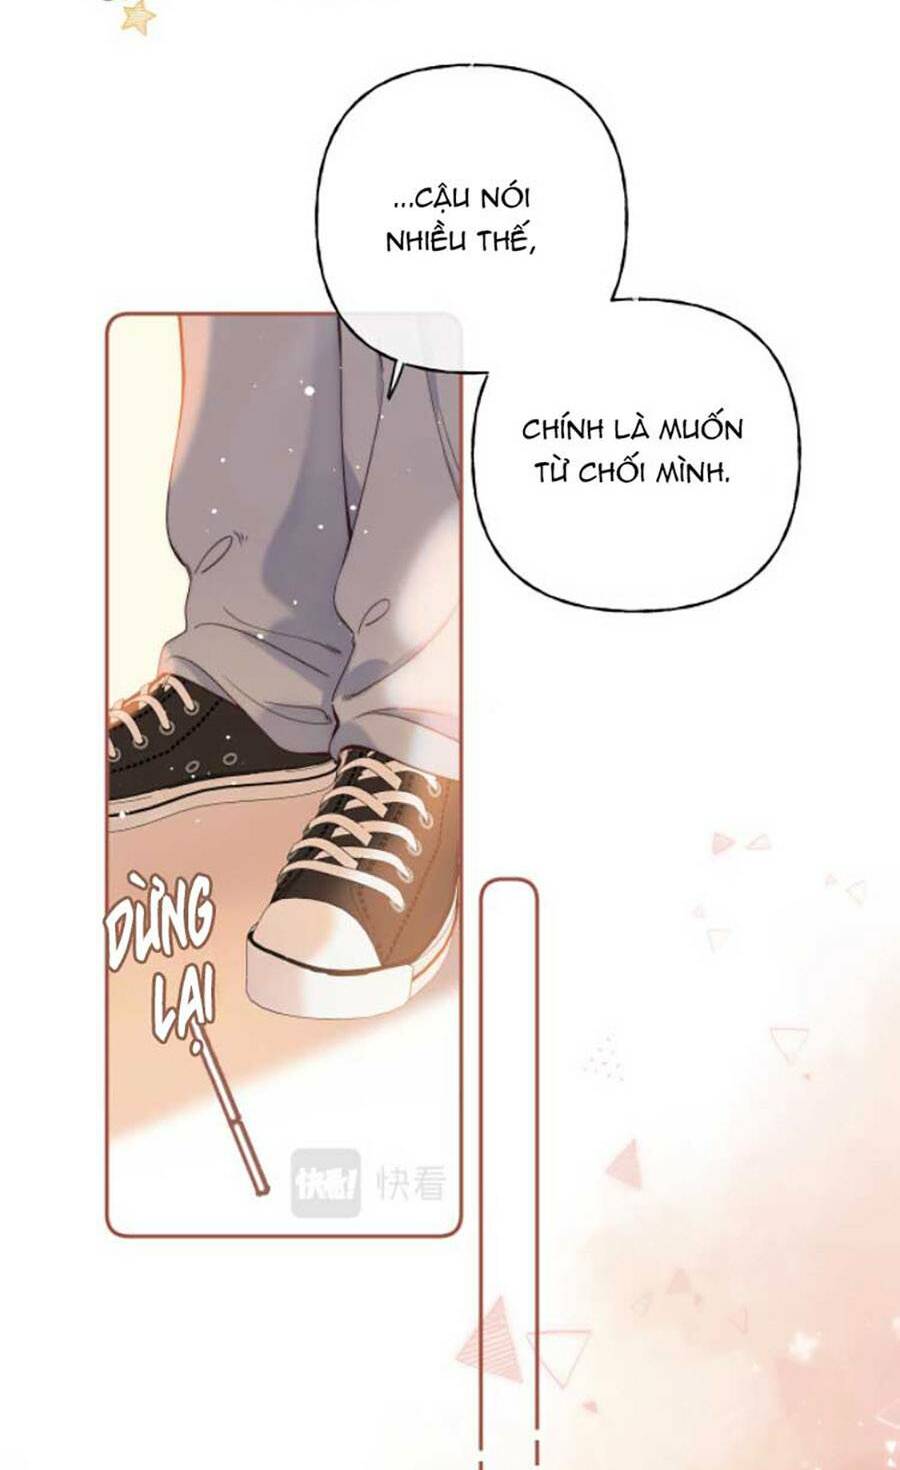 ...CẬU NÓI
NHIỀU THẾ,
CHÍNH LÀ MUỐN
TỪ CHỐI MÌNH.
DỪNG
LẠI
快看!
快看